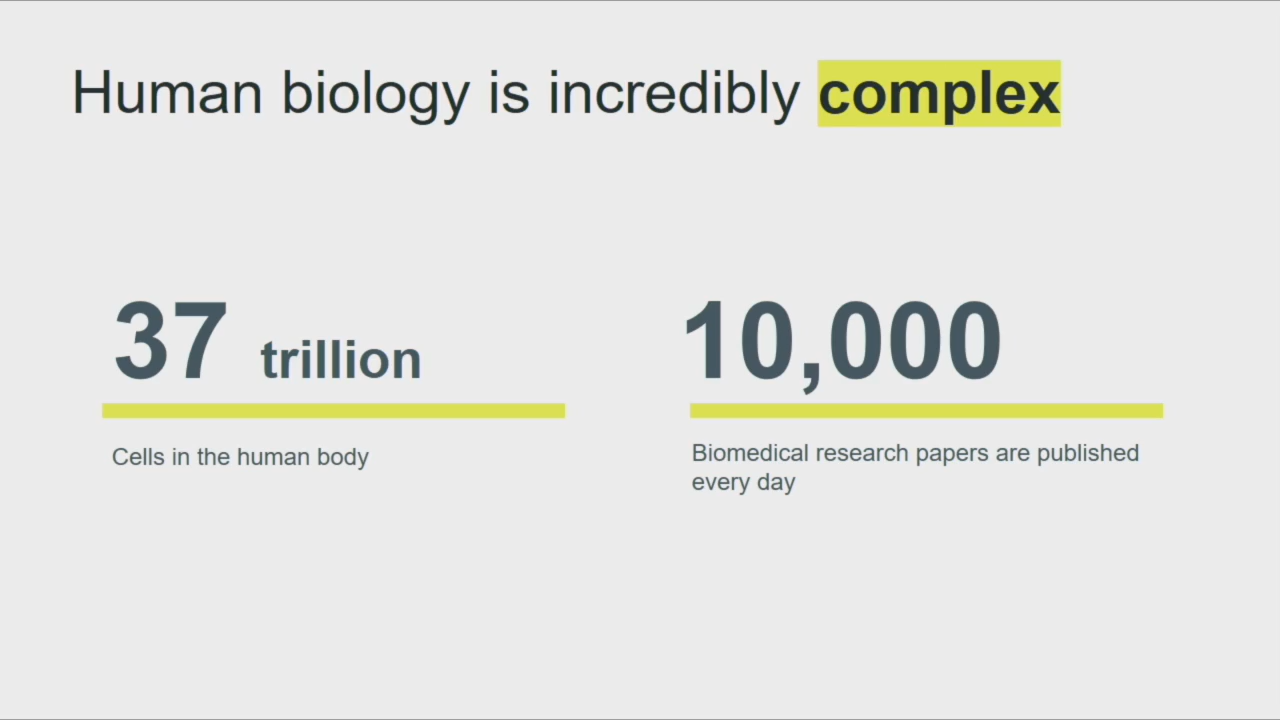 Human biology is incredibly complex
37 trillion
Cells in the human body
10,000
Biomedical research papers are published
every day